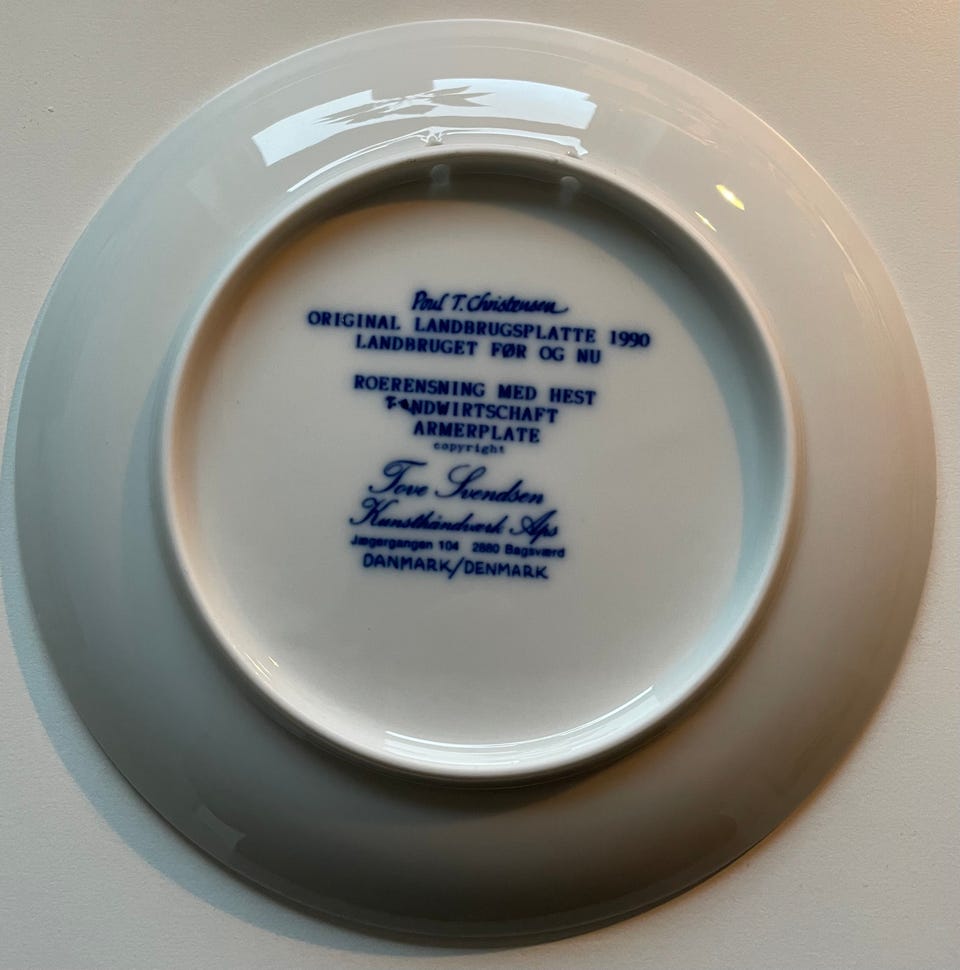 Poul T. Christensen
ORIGINAL LANDBRUGSPLATTE 1990
LANDBRUGET FØR OG NU
ROERENSNING MED HEST
LANDWIRTSCHAFT
ARMERPLATE
copyright
Tove Svendsen
Kunsthåndværk Aps
Jægergangen 104 2880 Bagsværd
DANMARK/DENMARK